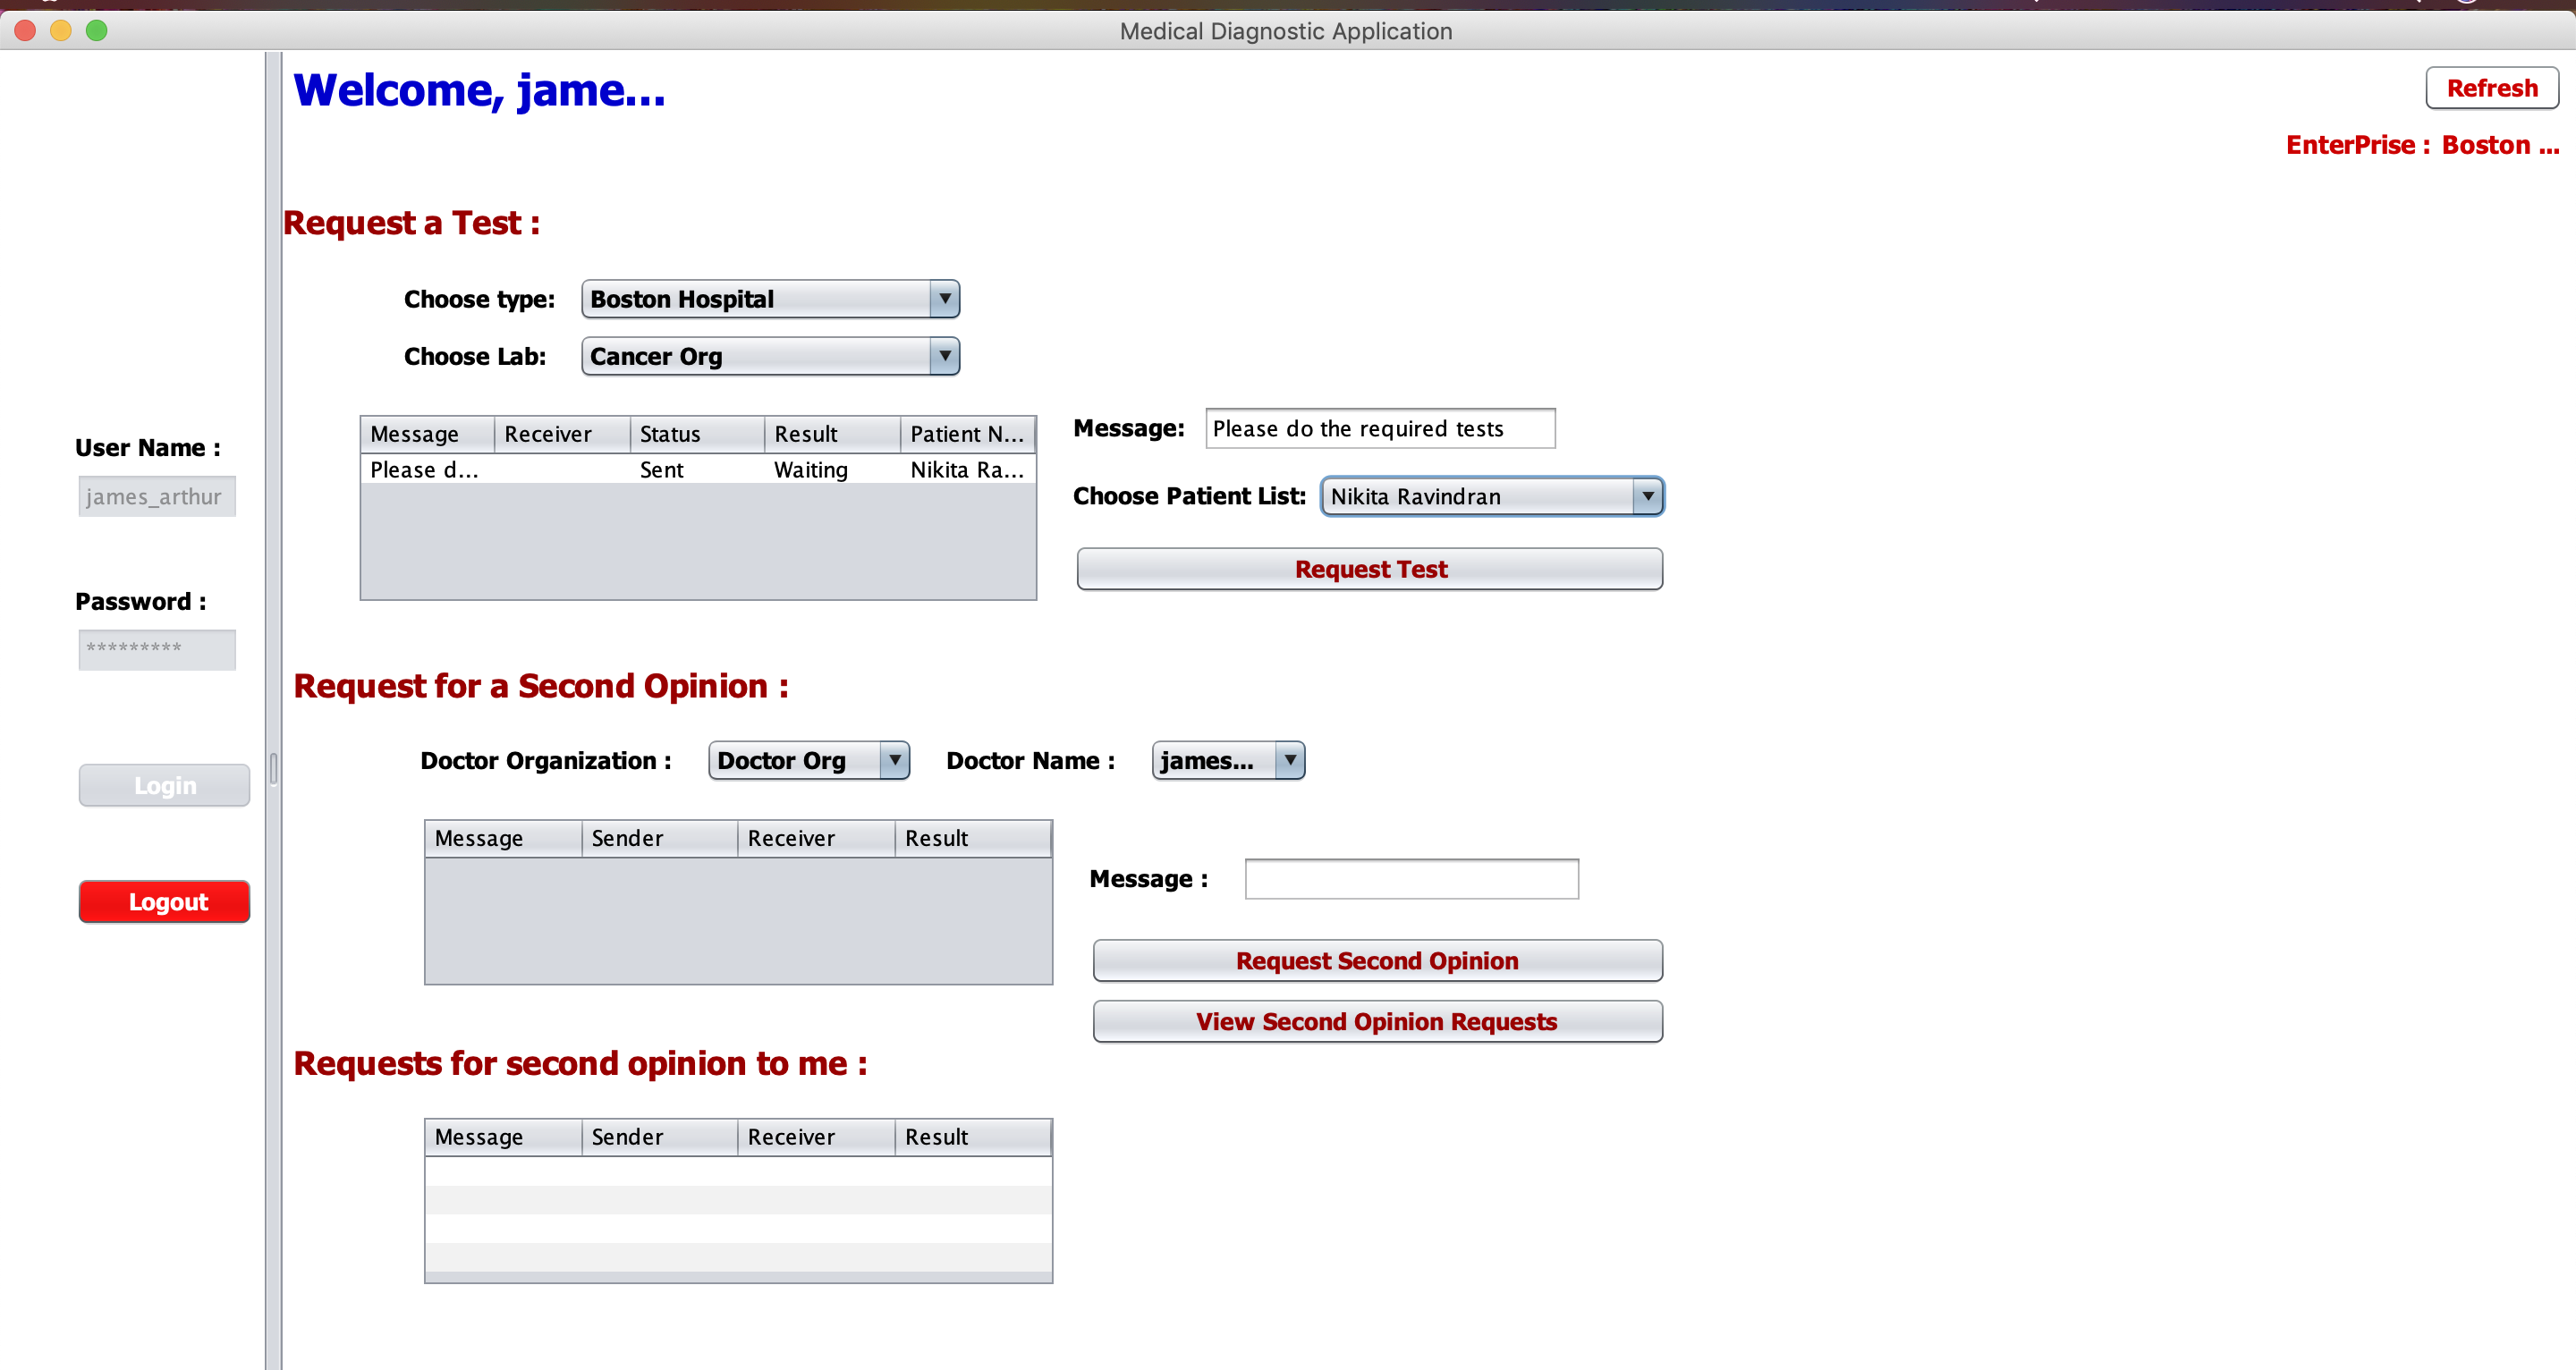 Medical Diagnostic Application
Welcome, jame...
Refresh
EnterPrise : Boston ...
Request a Test :
Choose type: Boston Hospital
Choose Lab: Cancer Org
Message Receiver Status Result Patient N...
Please d... Sent Waiting Nikita Ra...
Message: Please do the required tests
Choose Patient List: Nikita Ravindran
Request Test
User Name :
james_arthur
Password :
*********
Login
Logout
Request for a Second Opinion :
Doctor Organization : Doctor Org Doctor Name : james...
Message Sender Receiver Result
Message :
Request Second Opinion
View Second Opinion Requests
Requests for second opinion to me :
Message Sender Receiver Result